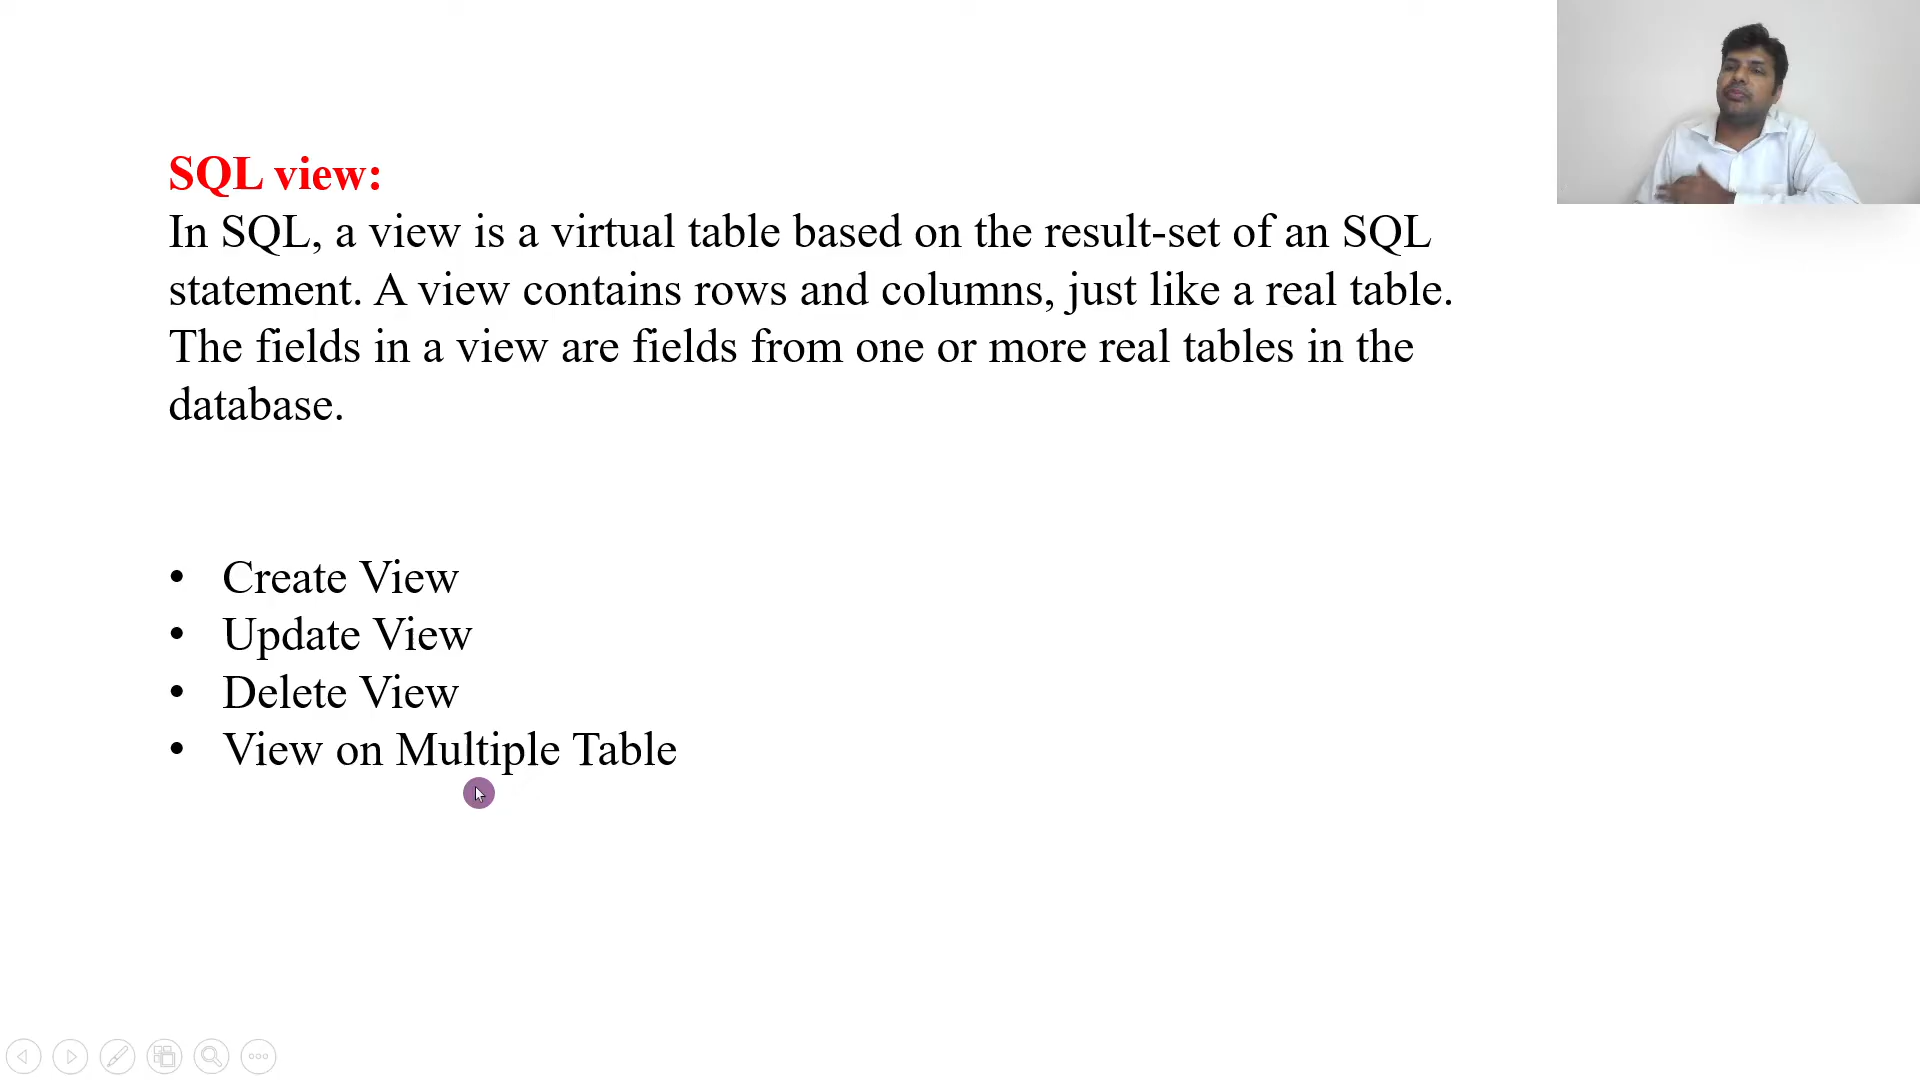 SQL view:
In SQL, a view is a virtual table based on the result-set of an SQL
statement. A view contains rows and columns, just like a real table.
The fields in a view are fields from one or more real tables in the
database.
• Create View
• Update View
• Delete View
• View on Multiple Table